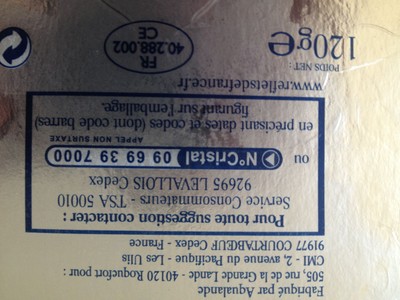 Fabriqué par Aqualande
505, rue de la Grande Lande - 40120 Roquefort pour :
CMI - 2, avenue du Pacifique - Les Ulis
91977 COURTABŒUF Cedex - France
Pour toute suggestion contacter :
Service Consommateurs - TSA 50010
92695 LEVALLOIS Cedex
ou N°Cristal 09 69 39 7000
APPEL NON SURTAXE
en précisant dates et codes (dont code barres)
figurant sur l'emballage.
www.refletsdefrance.fr
POIDS NET :
120g e
FR
40.288.002
CE